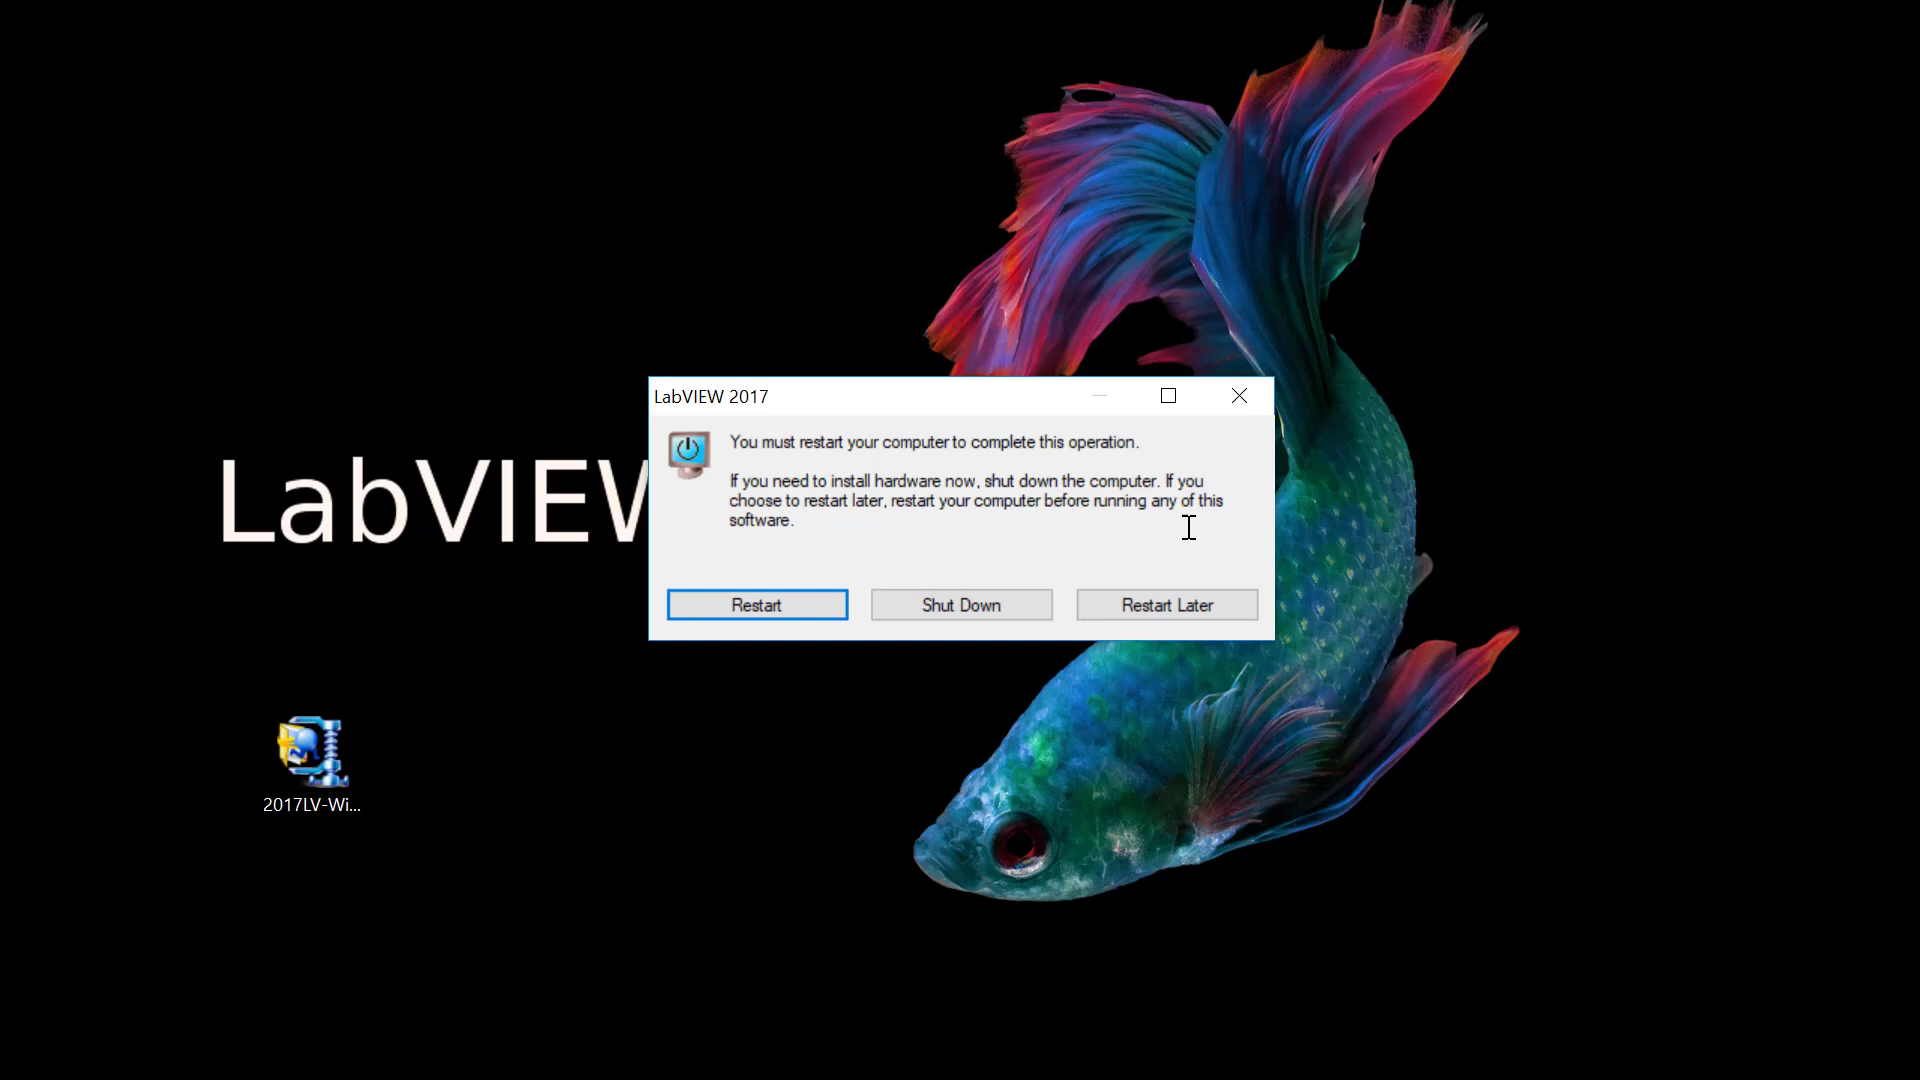 LabVIEW 2017
You must restart your computer to complete this operation.
If you need to install hardware now, shut down the computer. If you
choose to restart later, restart your computer before running any of this
software.
LabVIEW
Restart
Shut Down
Restart Later
2017LV-Wi...